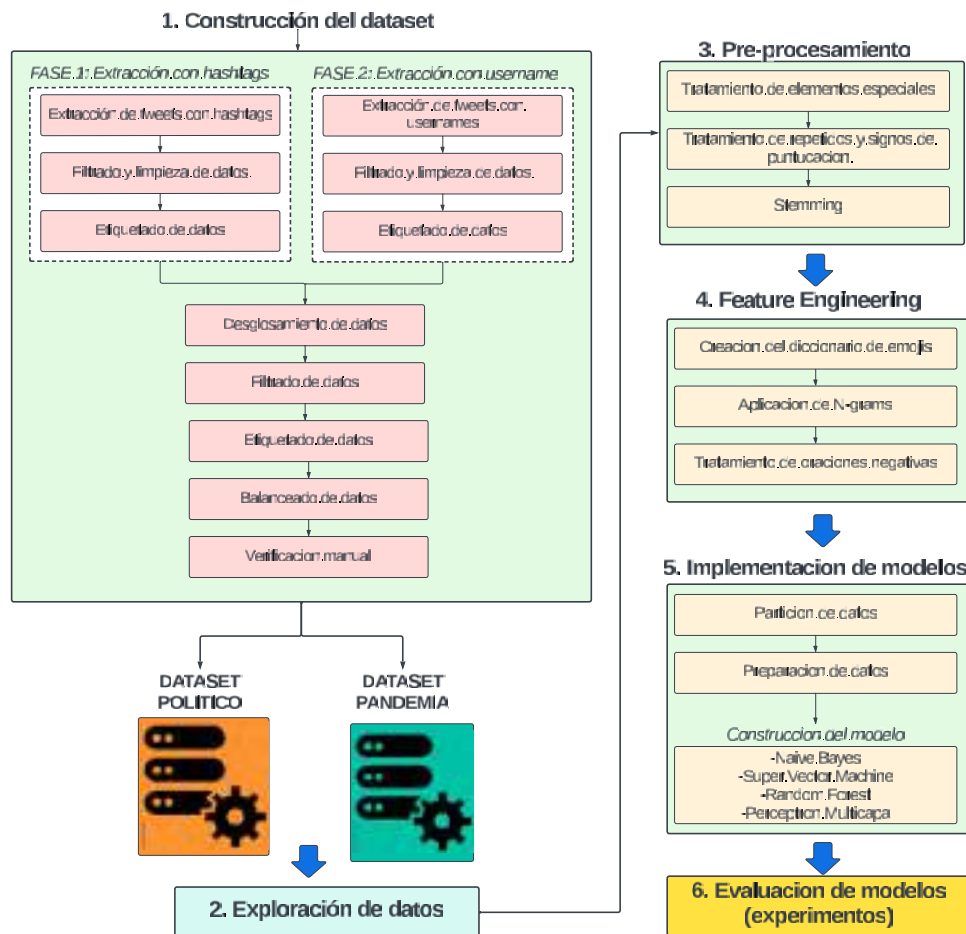 1. Construcción del dataset
FASE.1:.Extracción.con.hashtags
Extracción.de.tweets.con.hashtags
Filtrado.y.limpieza.de.datos.
Etiquetado.de.datos
FASE.2:.Extracción.con.username
Extracción.de.tweets.con.
usernames
Filtrado.y.limpieza.de.datos.
Etiquetado.de.datos
Desglosamiento.de.datos
Filtrado.de.datos
Etiquetado.de.datos
Balanceado.de.datos
Verificacion.manual
DATASET
POLITICO
DATASET
PANDEMIA
2. Exploración de datos
3. Pre-procesamiento
Tratamiento.de.elementos.especiales
Tratamiento.de.repetidos.y.signos.de.
puntucacion.
Stemming
4. Feature Engineering
Creacion.del.diccionario.de.emojis
Aplicacion.de.N-grams
Tratamiento.de.oraciones.negativas
5. Implementacion de modelos
Particion.de.datos
Preparacion.de.datos
Construccion.del.modelo
-Naive.Bayes
-Super.Vector.Machine
-Random.Forest
-Perceptron.Multicapa
6. Evaluacion de modelos
(experimentos)